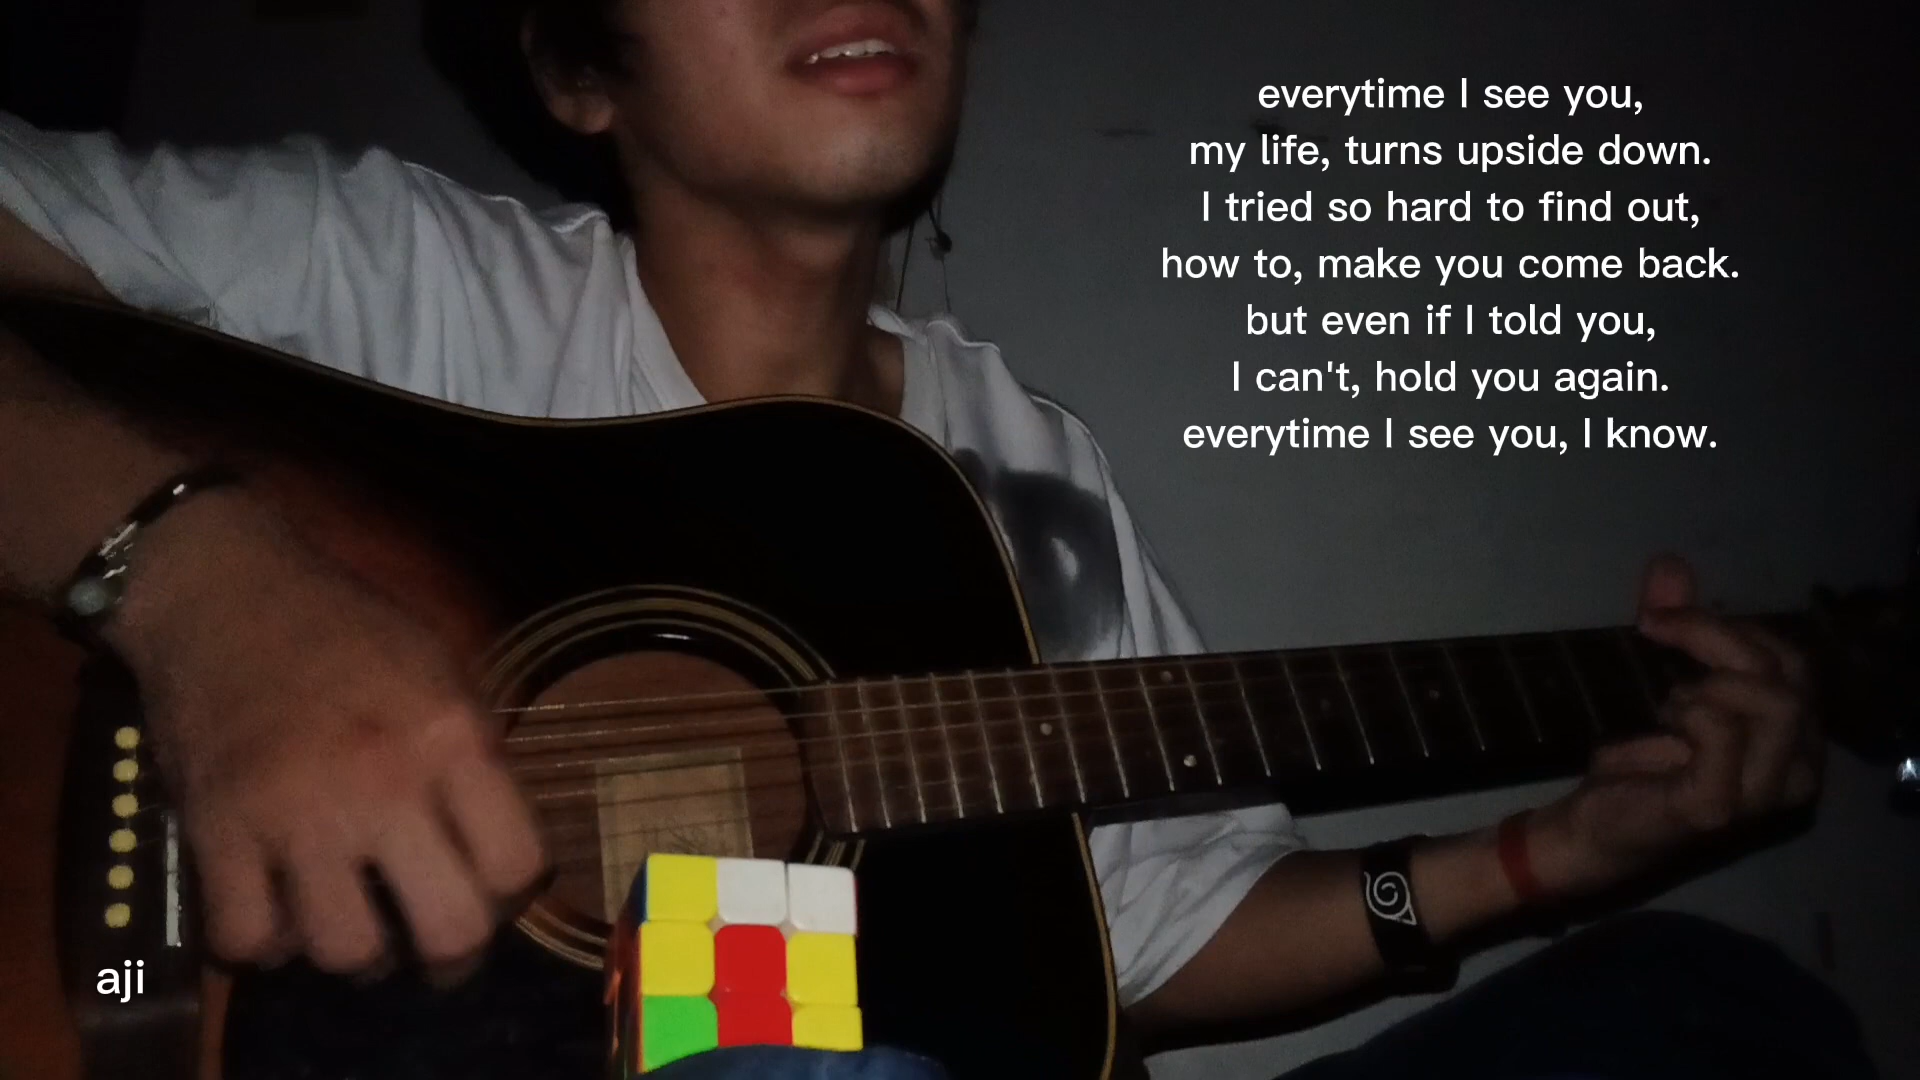 everytime I see you,
my life, turns upside down.
I tried so hard to find out,
how to, make you come back.
but even if I told you,
I can't, hold you again.
everytime I see you, I know.
aji